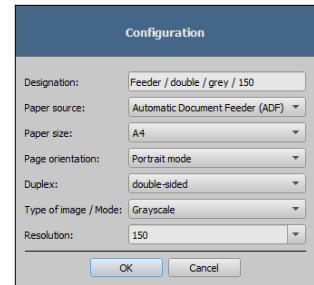 Configuration
Designation: Feeder / double / grey / 150
Paper source: Automatic Document Feeder (ADF)
Paper size: A4
Page orientation: Portrait mode
Duplex: double-sided
Type of image / Mode: Grayscale
Resolution: 150
OK Cancel